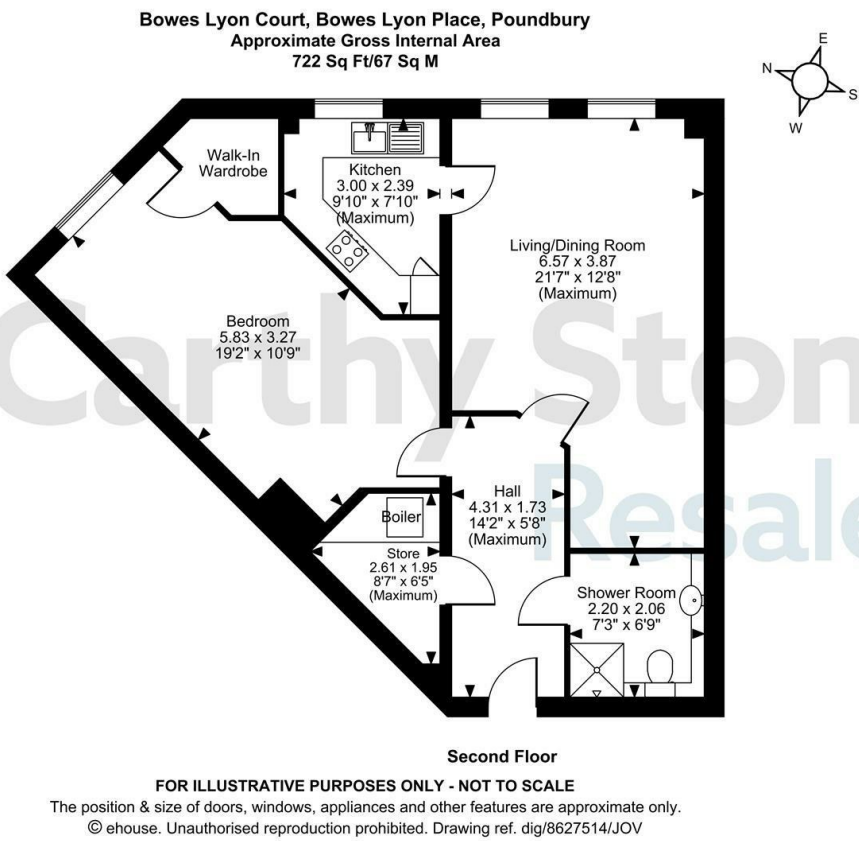 Bowes Lyon Court, Bowes Lyon Place, Poundbury
Approximate Gross Internal Area
722 Sq Ft/67 Sq M
E
N
S
W
Walk-In
Wardrobe
Kitchen
3.00 x 2.39
9'10" x 7'10"
(Maximum)
Living/Dining Room
6.57 x 3.87
21'7" x 12'8"
(Maximum)
Bedroom
5.83 x 3.27
19'2" x 10'9"
Carthy Ston
Resale
Hall
4.31 x 1.73
14'2" x 5'8"
(Maximum)
Boiler
Store
2.61 x 1.95
8'7" x 6'5"
(Maximum)
Shower Room
2.20 x 2.06
7'3" x 6'9"
Second Floor
FOR ILLUSTRATIVE PURPOSES ONLY - NOT TO SCALE
The position & size of doors, windows, appliances and other features are approximate only.
© ehouse. Unauthorised reproduction prohibited. Drawing ref. dig/8627514/JOV